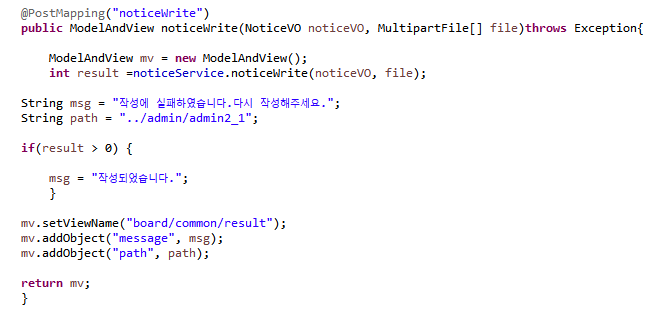 @PostMapping("noticeWrite")
public ModelAndView noticeWrite(NoticeVO noticeVO, MultipartFile[] file)throws Exception{
ModelAndView mv = new ModelAndView();
int result =noticeService.noticeWrite(noticeVO, file);
String msg = "작성에 실패하였습니다.다시 작성해주세요.";
String path = "../admin/admin2_1";
if(result > 0) {
msg = "작성되었습니다.";
}
mv.setViewName("board/common/result");
mv.addObject("message", msg);
mv.addObject("path", path);
return mv;
}